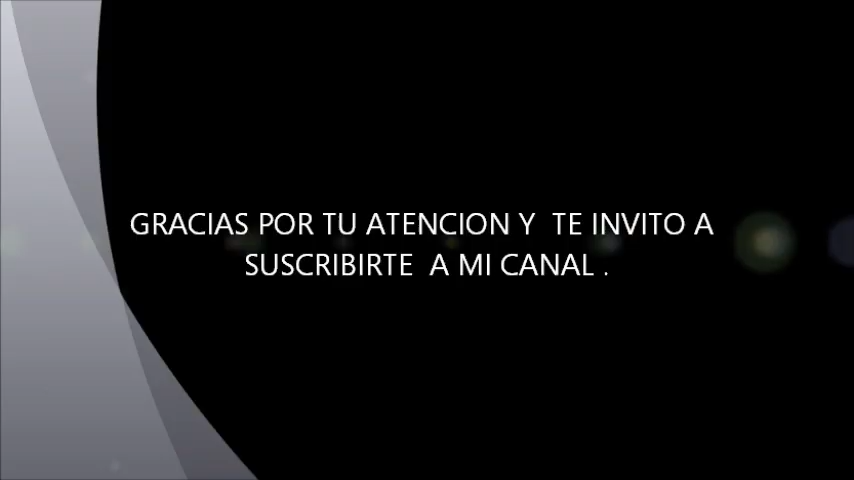 GRACIAS POR TU ATENCION Y  TE INVITO A
SUSCRIBIRTE  A MI CANAL .